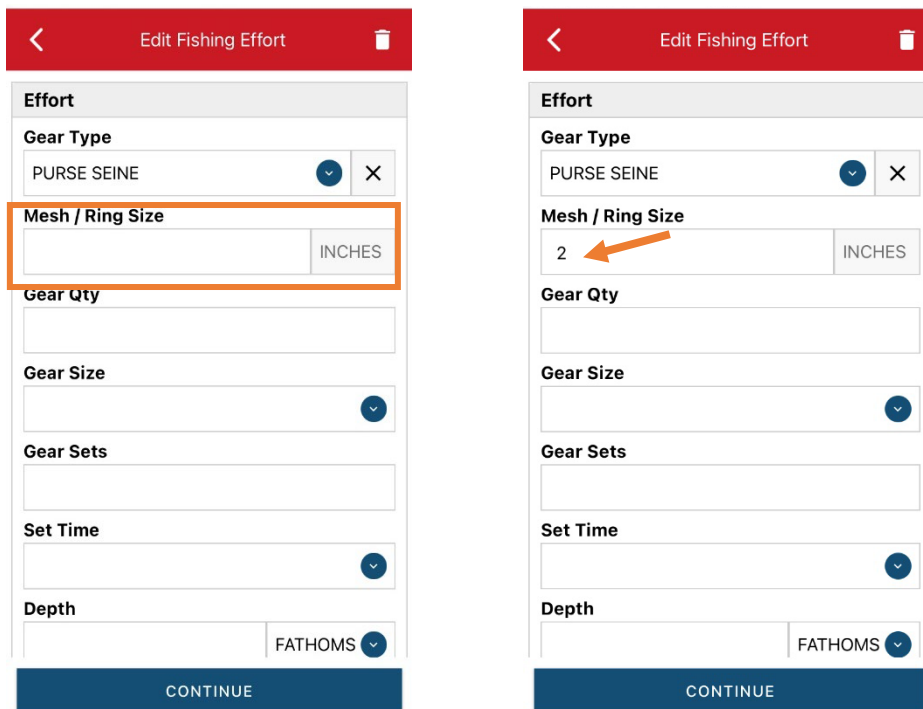 Edit Fishing Effort
Effort
Gear Type
PURSE SEINE
Mesh / Ring Size
INCHES
Gear Qty
Gear Size
Gear Sets
Set Time
Depth
FATHOMS
CONTINUE
Edit Fishing Effort
Effort
Gear Type
PURSE SEINE
Mesh / Ring Size
2 INCHES
Gear Qty
Gear Size
Gear Sets
Set Time
Depth
FATHOMS
CONTINUE